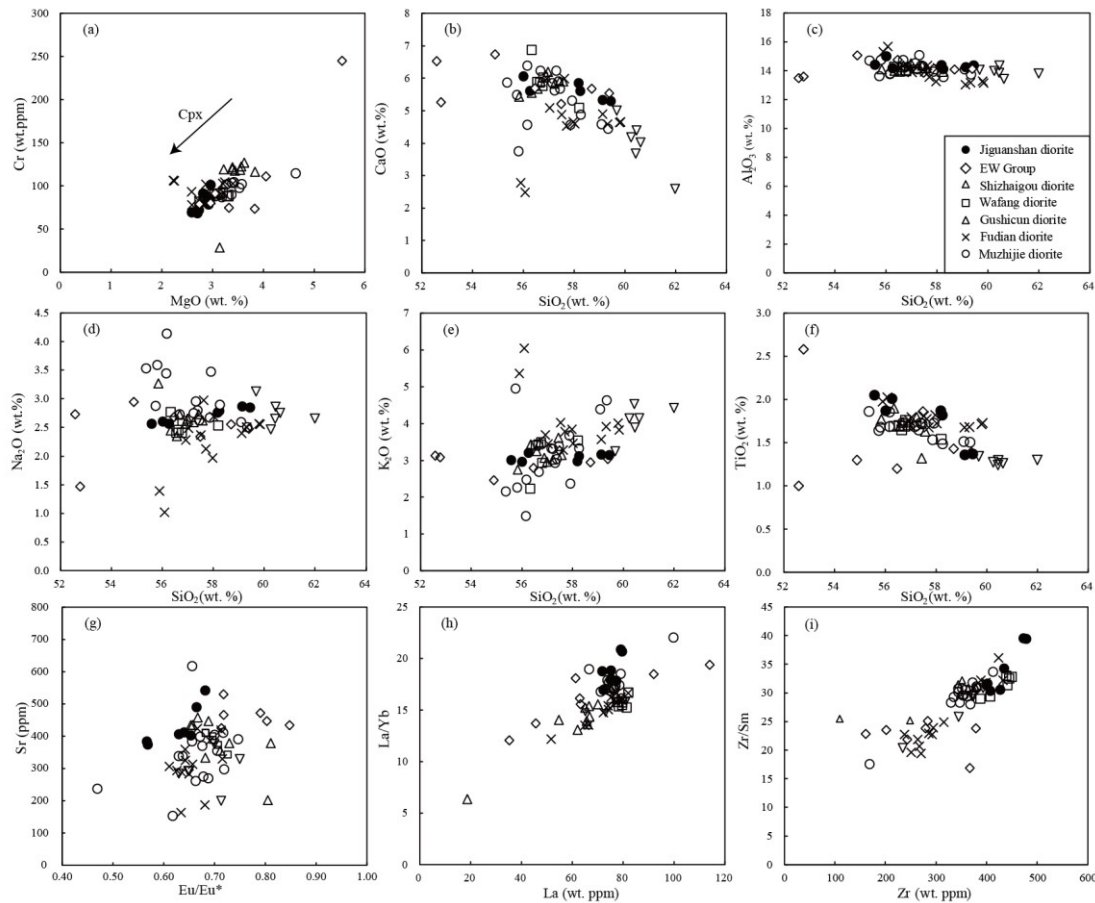 (a)
Cr (wt.ppm)
300
250
200
150
100
50
0
Cpx
0 1 2 3 4 5 6
MgO (wt. %)
(b)
CaO (wt.%)
8
7
6
5
4
3
2
1
0
52 54 56 58 60 62 64
SiO2 (wt. %)
(c)
Al2O3 (wt. %)
18
16
14
12
10
8
6
4
2
0
Jiguanshan diorite
EW Group
Shizhaigou diorite
Wafang diorite
Gushicun diorite
Fudian diorite
Muzhijie diorite
52 54 56 58 60 62 64
SiO2 (wt. %)
(d)
Na2O (wt.%)
4.5
4.0
3.5
3.0
2.5
2.0
1.5
1.0
0.5
0.0
52 54 56 58 60 62 64
SiO2(wt. %)
(e)
K2O (wt.%)
7
6
5
4
3
2
1
0
52 54 56 58 60 62 64
SiO2 (wt. %)
(f)
TiO2 (wt.%)
3.0
2.5
2.0
1.5
1.0
0.5
0.0
52 54 56 58 60 62 64
SiO2 (wt. %)
(g)
Sr (ppm)
800
700
600
500
400
300
200
100
0
0.40 0.50 0.60 0.70 0.80 0.90 1.00
Eu/Eu*
(h)
La/Yb
25
20
15
10
5
0
0 20 40 60 80 100 120
La (wt. ppm)
(i)
Zr/Sm
45
40
35
30
25
20
15
10
5
0
0 100 200 300 400 500 600
Zr (wt. ppm)